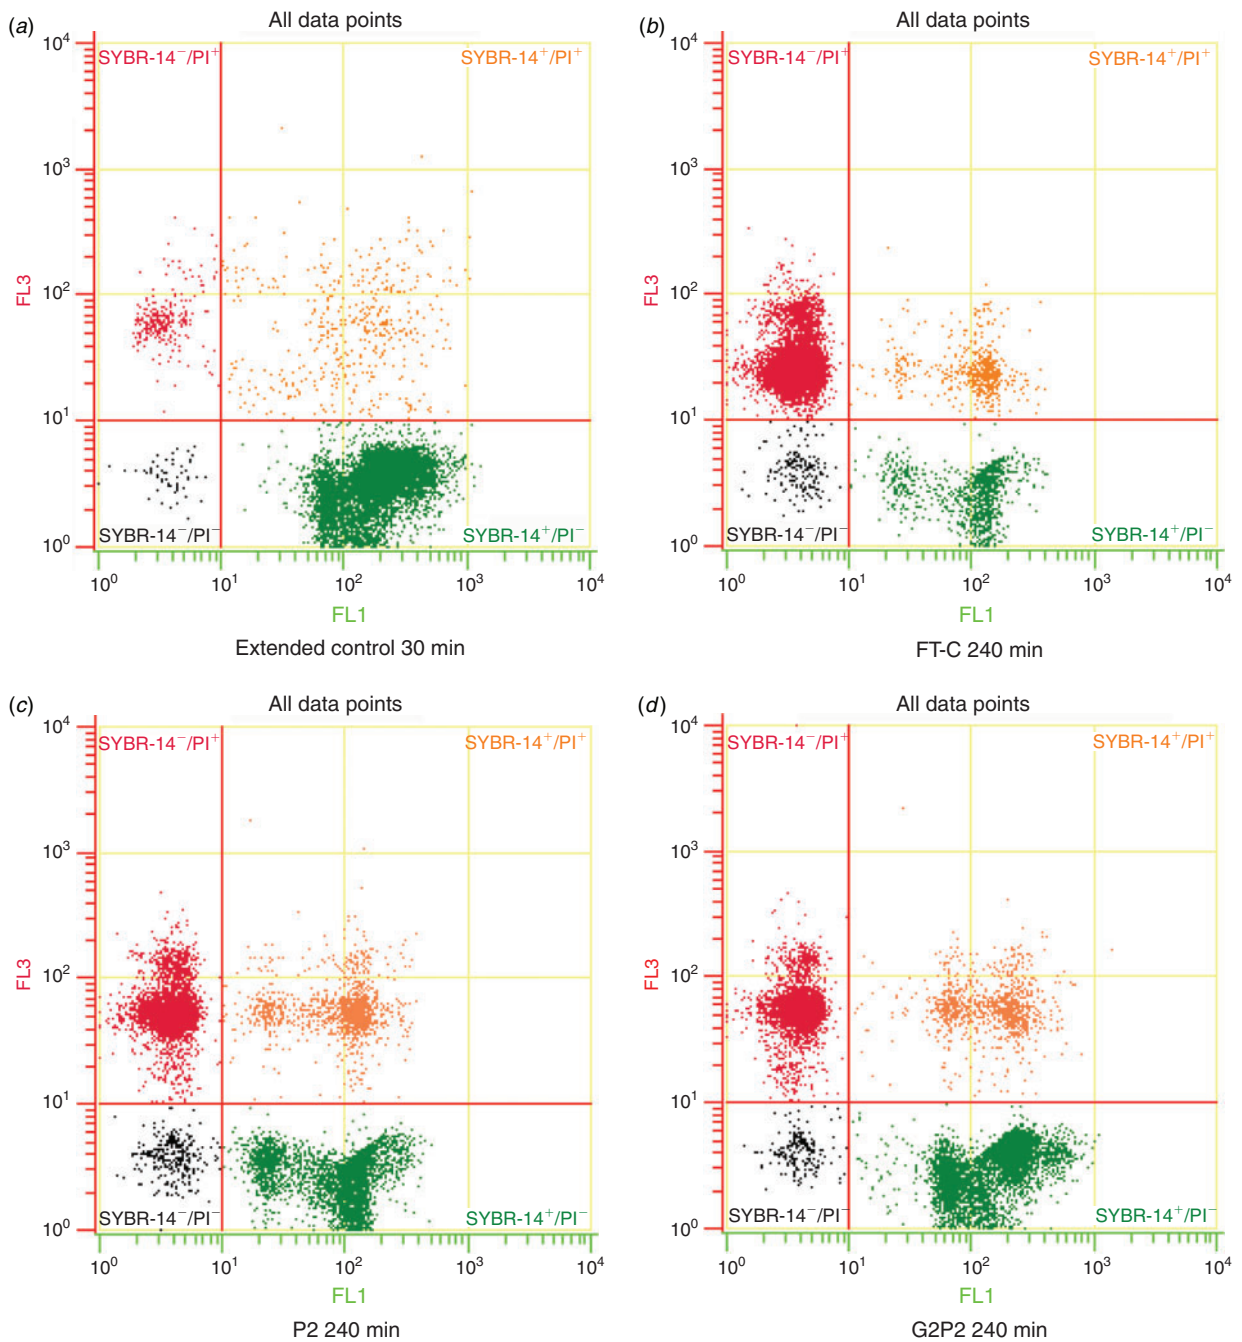 (a)
All data points
10⁴
SYBR-14⁻/PI⁺
SYBR-14⁺/PI⁺
10³
FL3
10²
10¹
SYBR-14⁻/PI⁻
SYBR-14⁺/PI⁻
10⁰
10⁰ 10¹ 10² 10³ 10⁴
FL1
Extended control 30 min
(b)
All data points
10⁴
SYBR-14⁻/PI⁺
SYBR-14⁺/PI⁺
10³
FL3
10²
10¹
SYBR-14⁻/PI⁻
SYBR-14⁺/PI⁻
10⁰
10⁰ 10¹ 10² 10³ 10⁴
FL1
FT-C 240 min
(c)
All data points
10⁴
SYBR-14⁻/PI⁺
SYBR-14⁺/PI⁺
10³
FL3
10²
10¹
SYBR-14⁻/PI⁻
SYBR-14⁺/PI⁻
10⁰
10⁰ 10¹ 10² 10³ 10⁴
FL1
P2 240 min
(d)
All data points
10⁴
SYBR-14⁻/PI⁺
SYBR-14⁺/PI⁺
10³
FL3
10²
10¹
SYBR-14⁻/PI⁻
SYBR-14⁺/PI⁻
10⁰
10⁰ 10¹ 10² 10³ 10⁴
FL1
G2P2 240 min